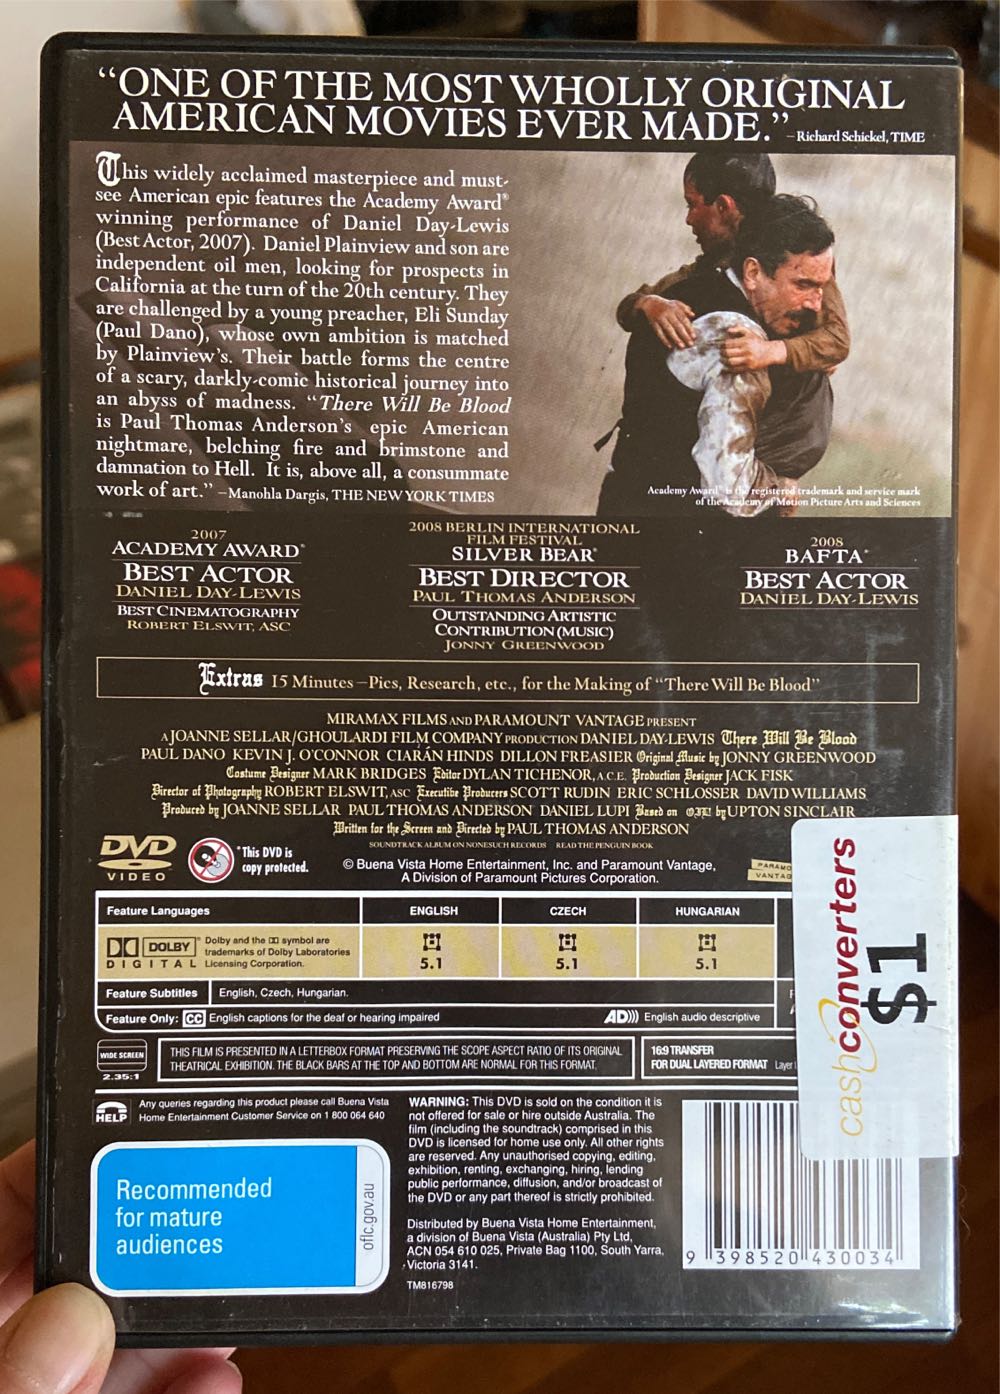 “ONE OF THE MOST WHOLLY ORIGINAL
AMERICAN MOVIES EVER MADE.” –Richard Schickel, TIME
This widely acclaimed masterpiece and must-
see American epic features the Academy Award®
winning performance of Daniel Day-Lewis
(Best Actor, 2007). Daniel Plainview and son are
independent oil men, looking for prospects in
California at the turn of the 20th century. They
are challenged by a young preacher, Eli Sunday
(Paul Dano), whose own ambition is matched
by Plainview's. Their battle forms the centre
of a scary, darkly-comic historical journey into
an abyss of madness. “There Will Be Blood
is Paul Thomas Anderson's epic American
nightmare, belching fire and brimstone and
damnation to Hell. It is, above all, a consummate
work of art.” –Manohla Dargis, THE NEW YORK TIMES
Academy Award® is the registered trademark and service mark
of the Academy of Motion Picture Arts and Sciences
2007
ACADEMY AWARD®
BEST ACTOR
DANIEL DAY-LEWIS
BEST CINEMATOGRAPHY
ROBERT ELSWIT, ASC
2008 BERLIN INTERNATIONAL
FILM FESTIVAL
SILVER BEAR®
BEST DIRECTOR
PAUL THOMAS ANDERSON
OUTSTANDING ARTISTIC
CONTRIBUTION (MUSIC)
JONNY GREENWOOD
2008
BAFTA®
BEST ACTOR
DANIEL DAY-LEWIS
Extras 15 Minutes –Pics, Research, etc., for the Making of “There Will Be Blood”
MIRAMAX FILMS AND PARAMOUNT VANTAGE PRESENT
A JOANNE SELLAR/GHOULARDI FILM COMPANY PRODUCTION DANIEL DAY-LEWIS There Will Be Blood
PAUL DANO KEVIN J. O'CONNOR CIARÁN HINDS DILLON FREASIER Original Music by JONNY GREENWOOD
Costume Designer MARK BRIDGES Editor DYLAN TICHENOR, A.C.E. Production Designer JACK FISK
Director of Photography ROBERT ELSWIT, ASC Executive Producers SCOTT RUDIN ERIC SCHLOSSER DAVID WILLIAMS
Produced by JOANNE SELLAR PAUL THOMAS ANDERSON DANIEL LUPI Based on OIL! by UPTON SINCLAIR
Written for the Screen and Directed by PAUL THOMAS ANDERSON
SOUNDTRACK ALBUM ON NONESUCH RECORDS READ THE PENGUIN BOOK
DVD
VIDEO
*This DVD is
copy protected.
© Buena Vista Home Entertainment, Inc. and Paramount Vantage,
A Division of Paramount Pictures Corporation.
PARAMO
VANTAG
Feature Languages ENGLISH CZECH HUNGARIAN
DOLBY
DIGITAL
Dolby and the DD symbol are
trademarks of Dolby Laboratories
Licensing Corporation.
5.1 5.1 5.1
Feature Subtitles English, Czech, Hungarian.
Feature Only: CC English captions for the deaf or hearing impaired AD))) English audio descriptive
WIDE SCREEN
2.35:1
THIS FILM IS PRESENTED IN A LETTERBOX FORMAT PRESERVING THE SCOPE ASPECT RATIO OF ITS ORIGINAL
THEATRICAL EXHIBITION. THE BLACK BARS AT THE TOP AND BOTTOM ARE NORMAL FOR THIS FORMAT.
16:9 TRANSFER
FOR DUAL LAYERED FORMAT Layer
cashconverters
$1
HELP
Any queries regarding this product please call Buena Vista
Home Entertainment Customer Service on 1 800 064 640
Recommended
for mature
audiences
oflc.gov.au
WARNING: This DVD is sold on the condition it is
not offered for sale or hire outside Australia. The
film (including the soundtrack) comprised in this
DVD is licensed for home use only. All other rights
are reserved. Any unauthorised copying, editing,
exhibition, renting, exchanging, hiring, lending
public performance, diffusion, and/or broadcast of
the DVD or any part thereof is strictly prohibited.
Distributed by Buena Vista Home Entertainment,
a division of Buena Vista (Australia) Pty Ltd,
ACN 054 610 025, Private Bag 1100, South Yarra,
Victoria 3141.
TM816798
9 398520 430034